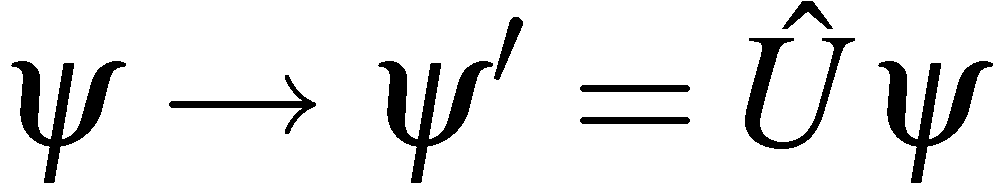 ψ → ψ′ = Û ψ